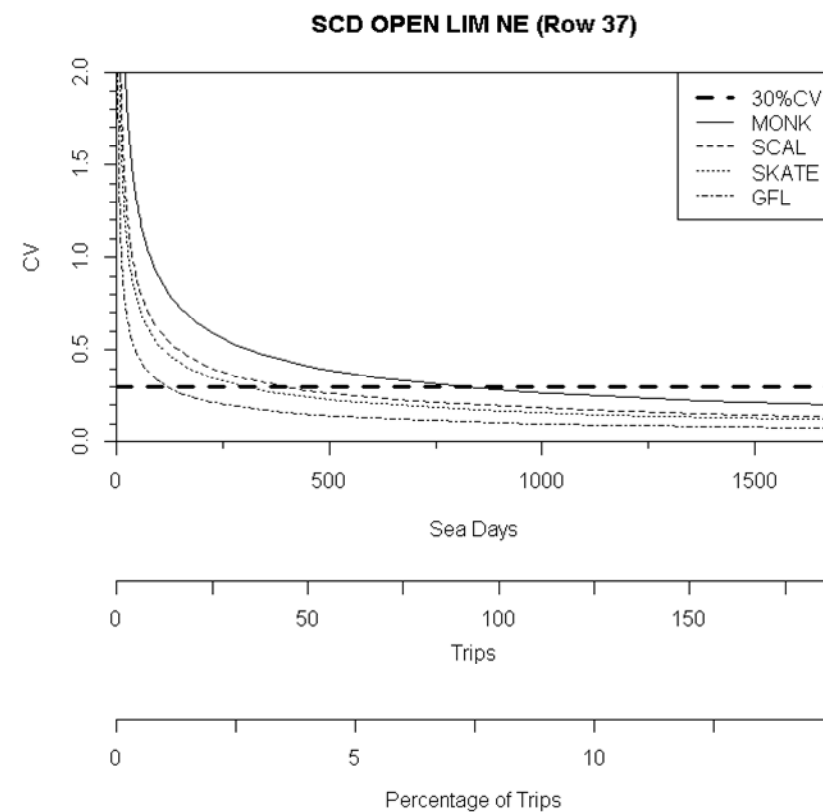 SCD OPEN LIM NE (Row 37)
2.0
1.5
1.0
0.5
0.0
CV
30%CV
MONK
SCAL
SKATE
GFL
0 500 1000 1500
Sea Days
0 50 100 150
Trips
0 5 10
Percentage of Trips